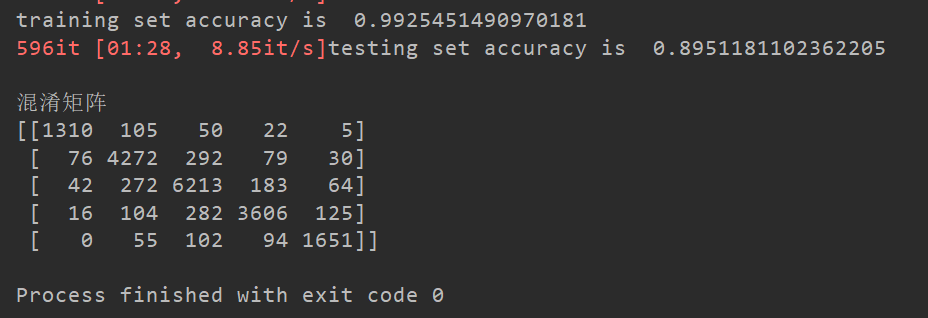 training set accuracy is  0.9925451490970181
596it [01:28,  8.85it/s]testing set accuracy is  0.8951181102362205
混淆矩阵
[[1310  105   50   22    5]
 [  76 4272  292   79   30]
 [  42  272 6213  183   64]
 [  16  104  282 3606  125]
 [   0   55  102   94 1651]]
Process finished with exit code 0